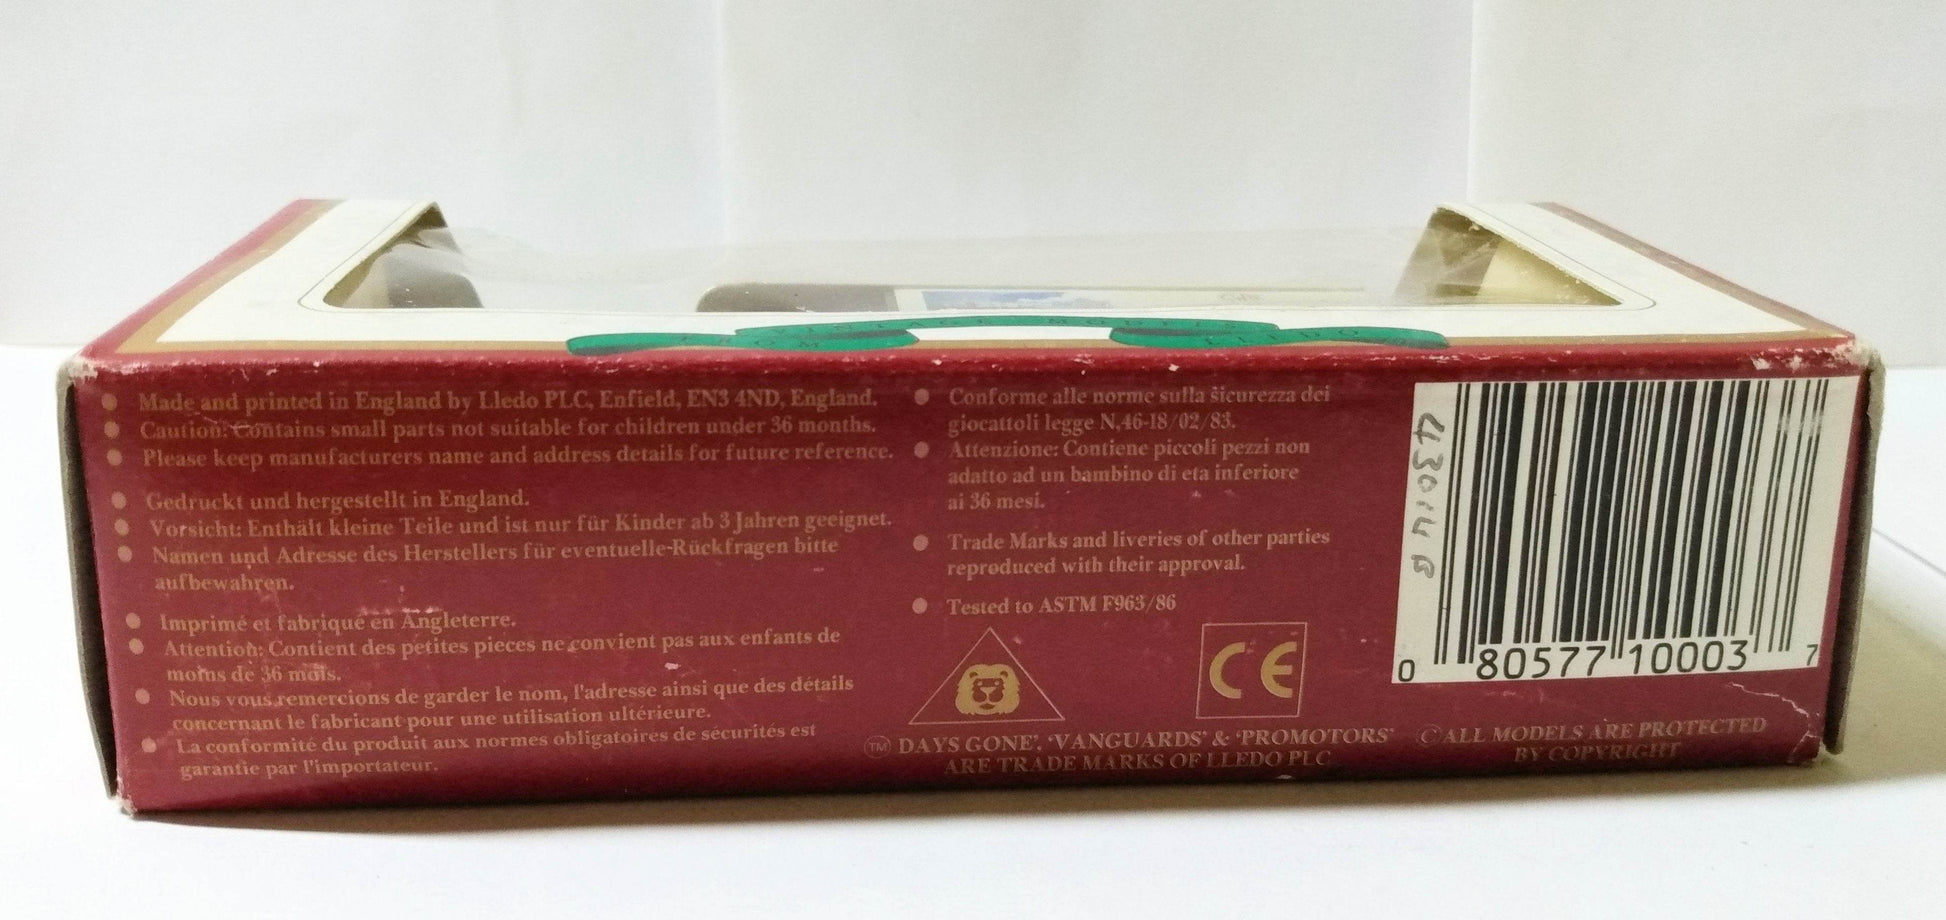 VINTAGE MODELS
FROM LLEDO
Made and printed in England by Lledo PLC, Enfield, EN3 4ND, England.
Caution: Contains small parts not suitable for children under 36 months.
Please keep manufacturers name and address details for future reference.
Gedruckt und hergestellt in England.
Vorsicht: Enthält kleine Teile und ist nur für Kinder ab 3 Jahren geeignet.
Namen und Adresse des Herstellers für eventuelle-Rückfragen bitte
aufbewahren.
Imprimé et fabriqué en Angleterre.
Attention: Contient des petites pieces ne convient pas aux enfants de
moins de 36 mois.
Nous vous remercions de garder le nom, l'adresse ainsi que des détails
concernant le fabricant pour une utilisation ultérieure.
La conformité du produit aux normes obligatoires de sécurités est
garantie par l'importateur.
Conforme alle norme sulla sicurezza dei
giocattoli legge N,46-18/02/83.
Attenzione: Contiene piccoli pezzi non
adatto ad un bambino di eta inferiore
ai 36 mesi.
Trade Marks and liveries of other parties
reproduced with their approval.
Tested to ASTM F963/86
CE
TM DAYS GONE', 'VANGUARDS' & 'PROMOTORS'
ARE TRADE MARKS OF LLEDO PLC
0 80577 10003 7
© ALL MODELS ARE PROTECTED
BY COPYRIGHT